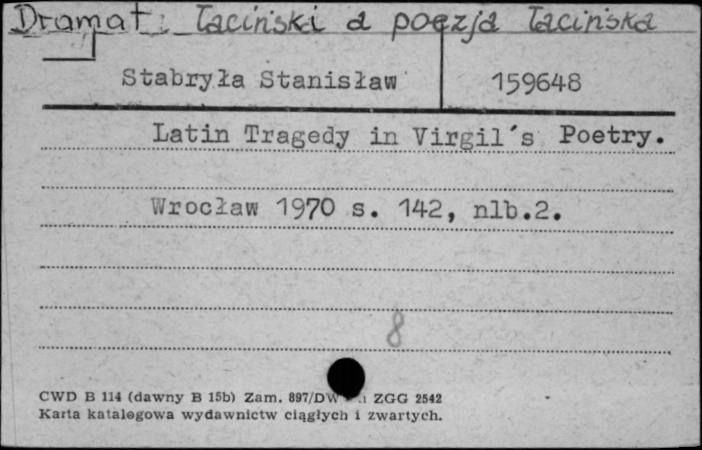 Dramat łaciński a poezja łacińska
Stabryła Stanisław 159648
Latin Tragedy in Virgil's Poetry.
Wrocław 1970 s. 142, nlb.2.
8
CWD B 114 (dawny B 15b) Zam. 897/DW ZGG 2542
Karta katalogowa wydawnictw ciągłych i zwartych.